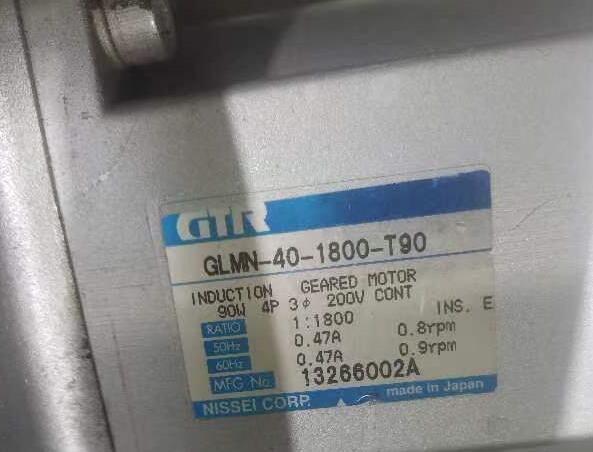 GTR
GLMN-40-1800-T90
INDUCTION GEARED MOTOR
90W 4P 3φ 200V CONT
RATIO 1:1800 INS. E
50Hz 0.47A 0.8rpm
60Hz 0.47A 0.9rpm
MFG No. 13266002A
NISSEI CORP. made in Japan